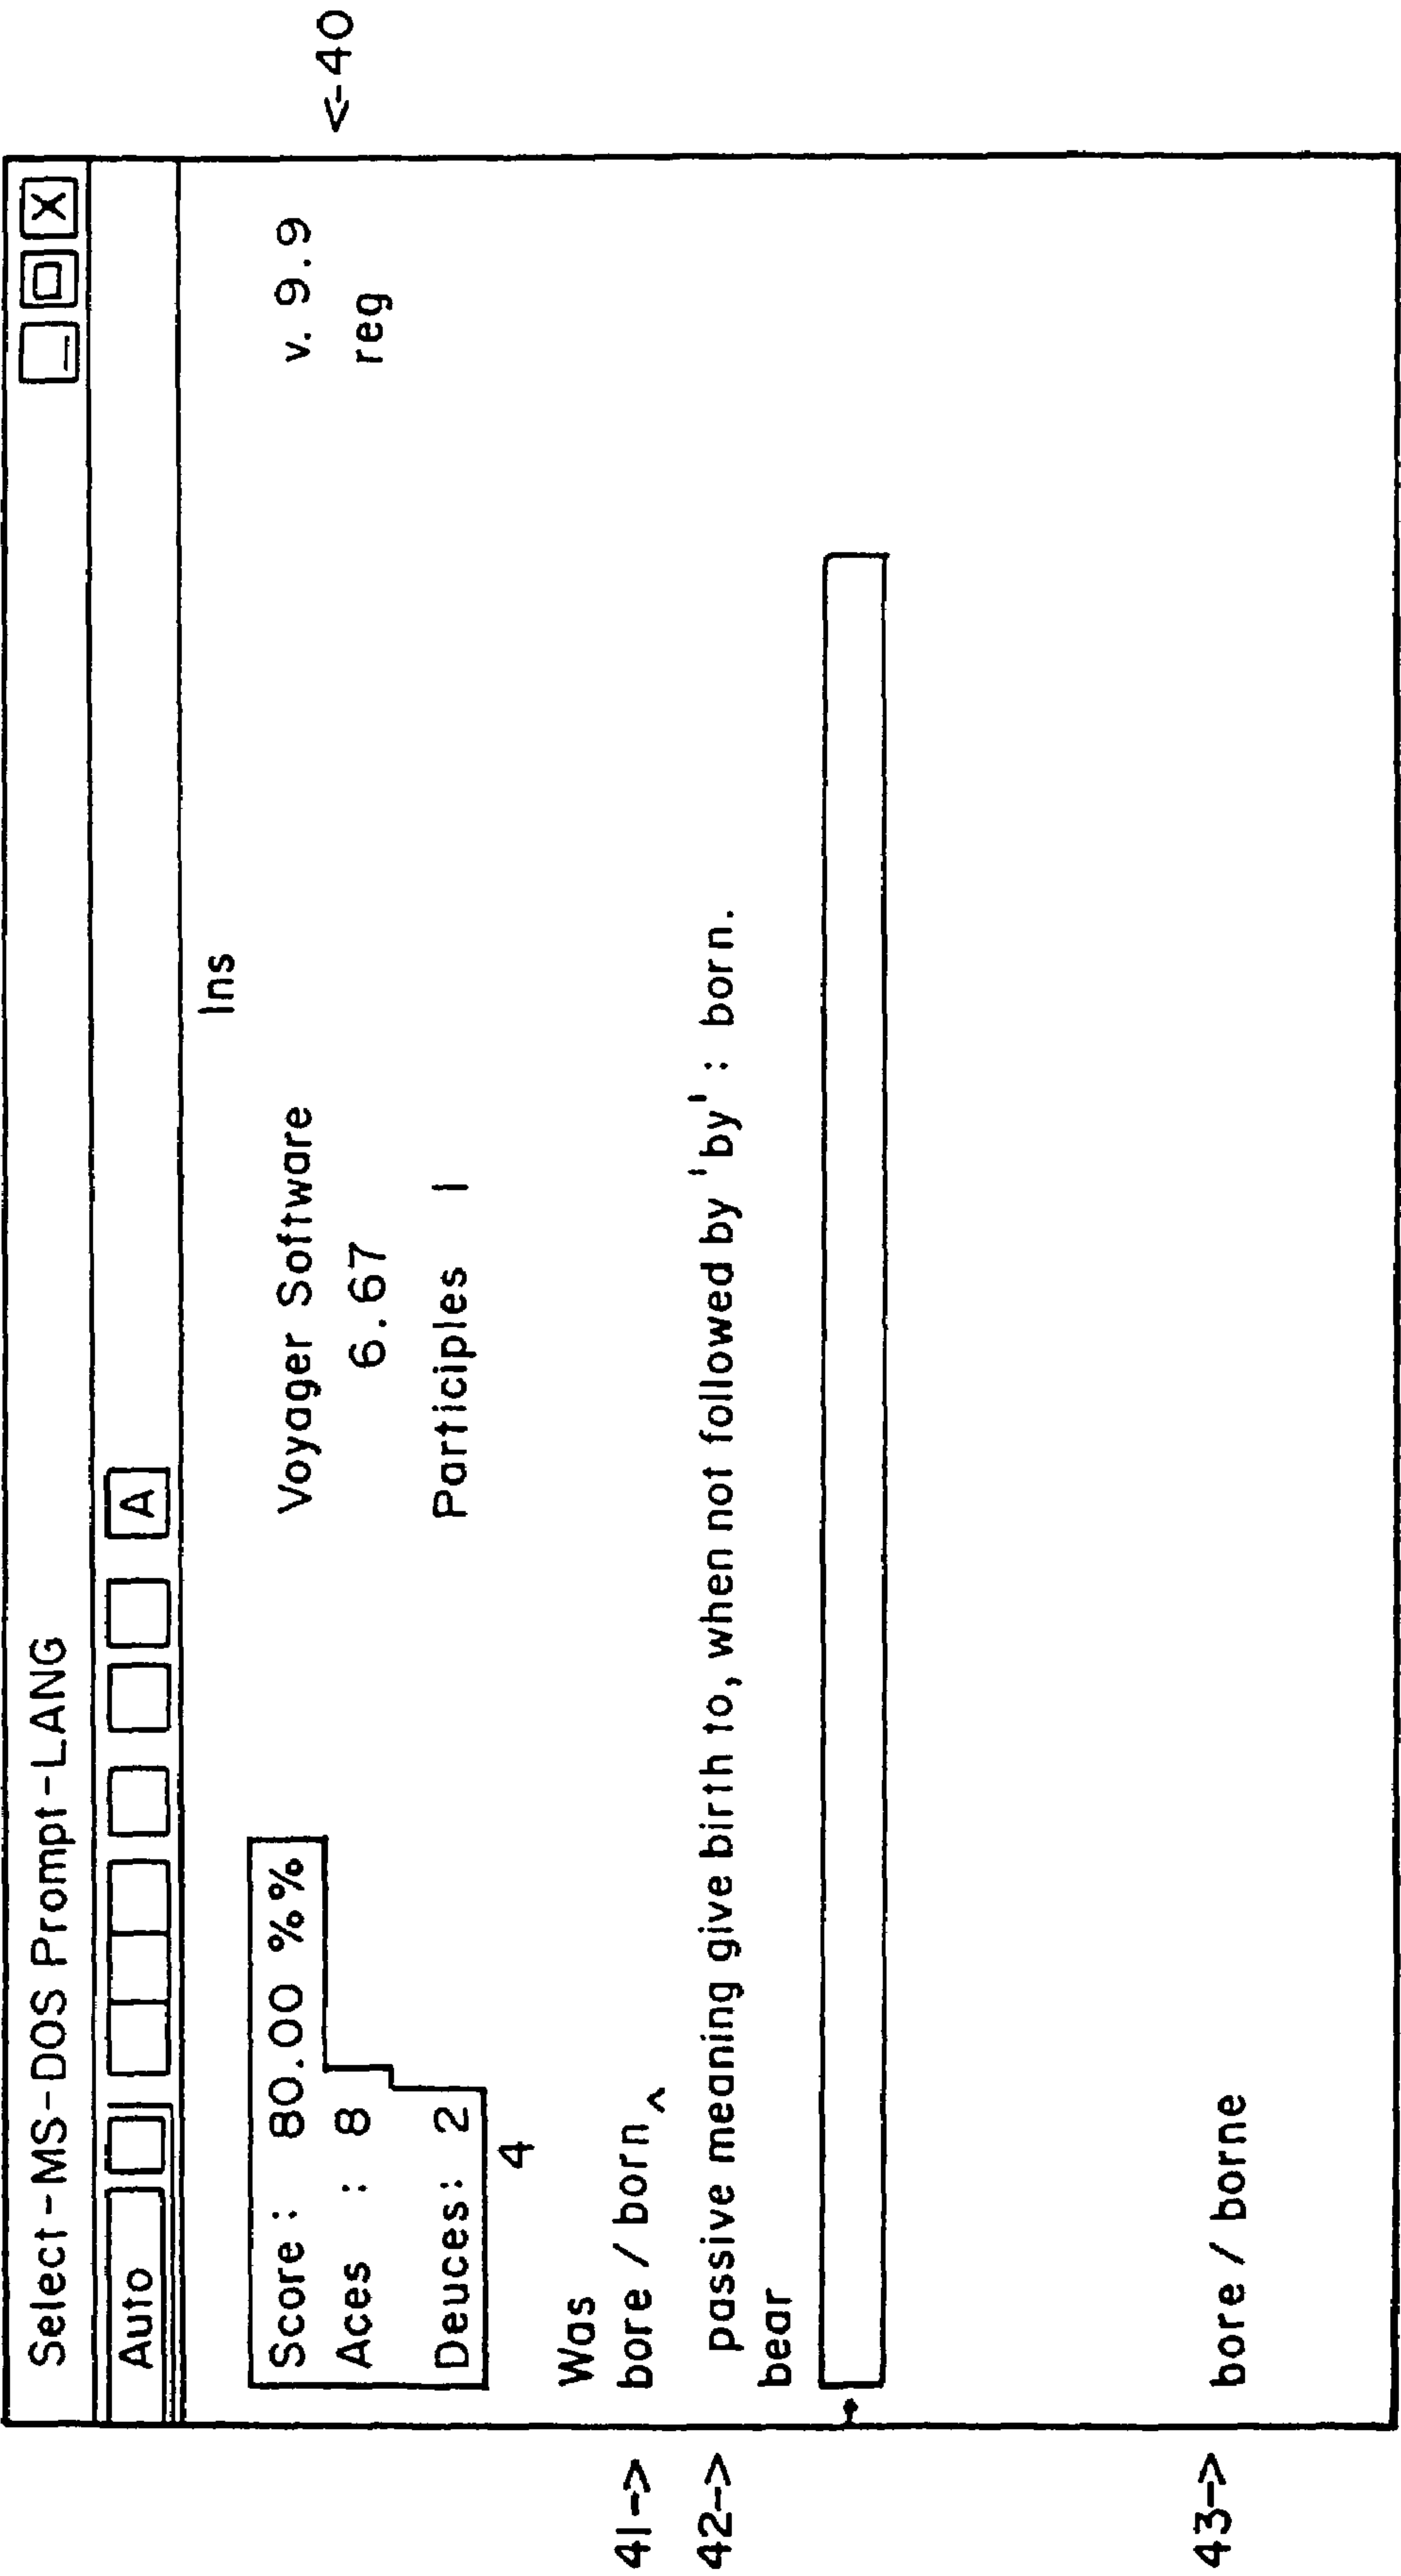 Select-MS-DOS Prompt-LANG _ X
Auto A
Ins
Score: 80.00 %% Voyager Software v. 9.9
<-40
Aces : 8 6.67 reg
Deuces: 2 Participles 1
4
Was
41-> bore / born ^
42-> passive meaning give birth to, when not followed by 'by' : born.
bear
43-> bore / borne